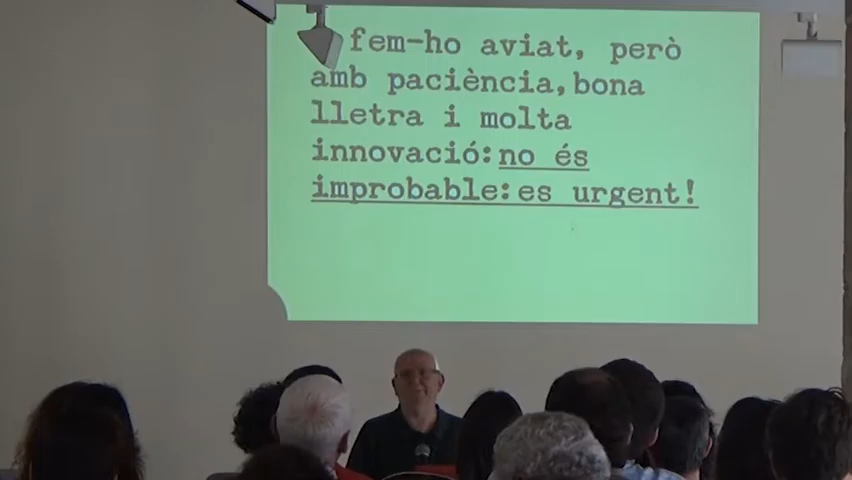 fem-ho aviat, però
amb paciència,bona
lletra i molta
innovació:no és
improbable:es urgent!